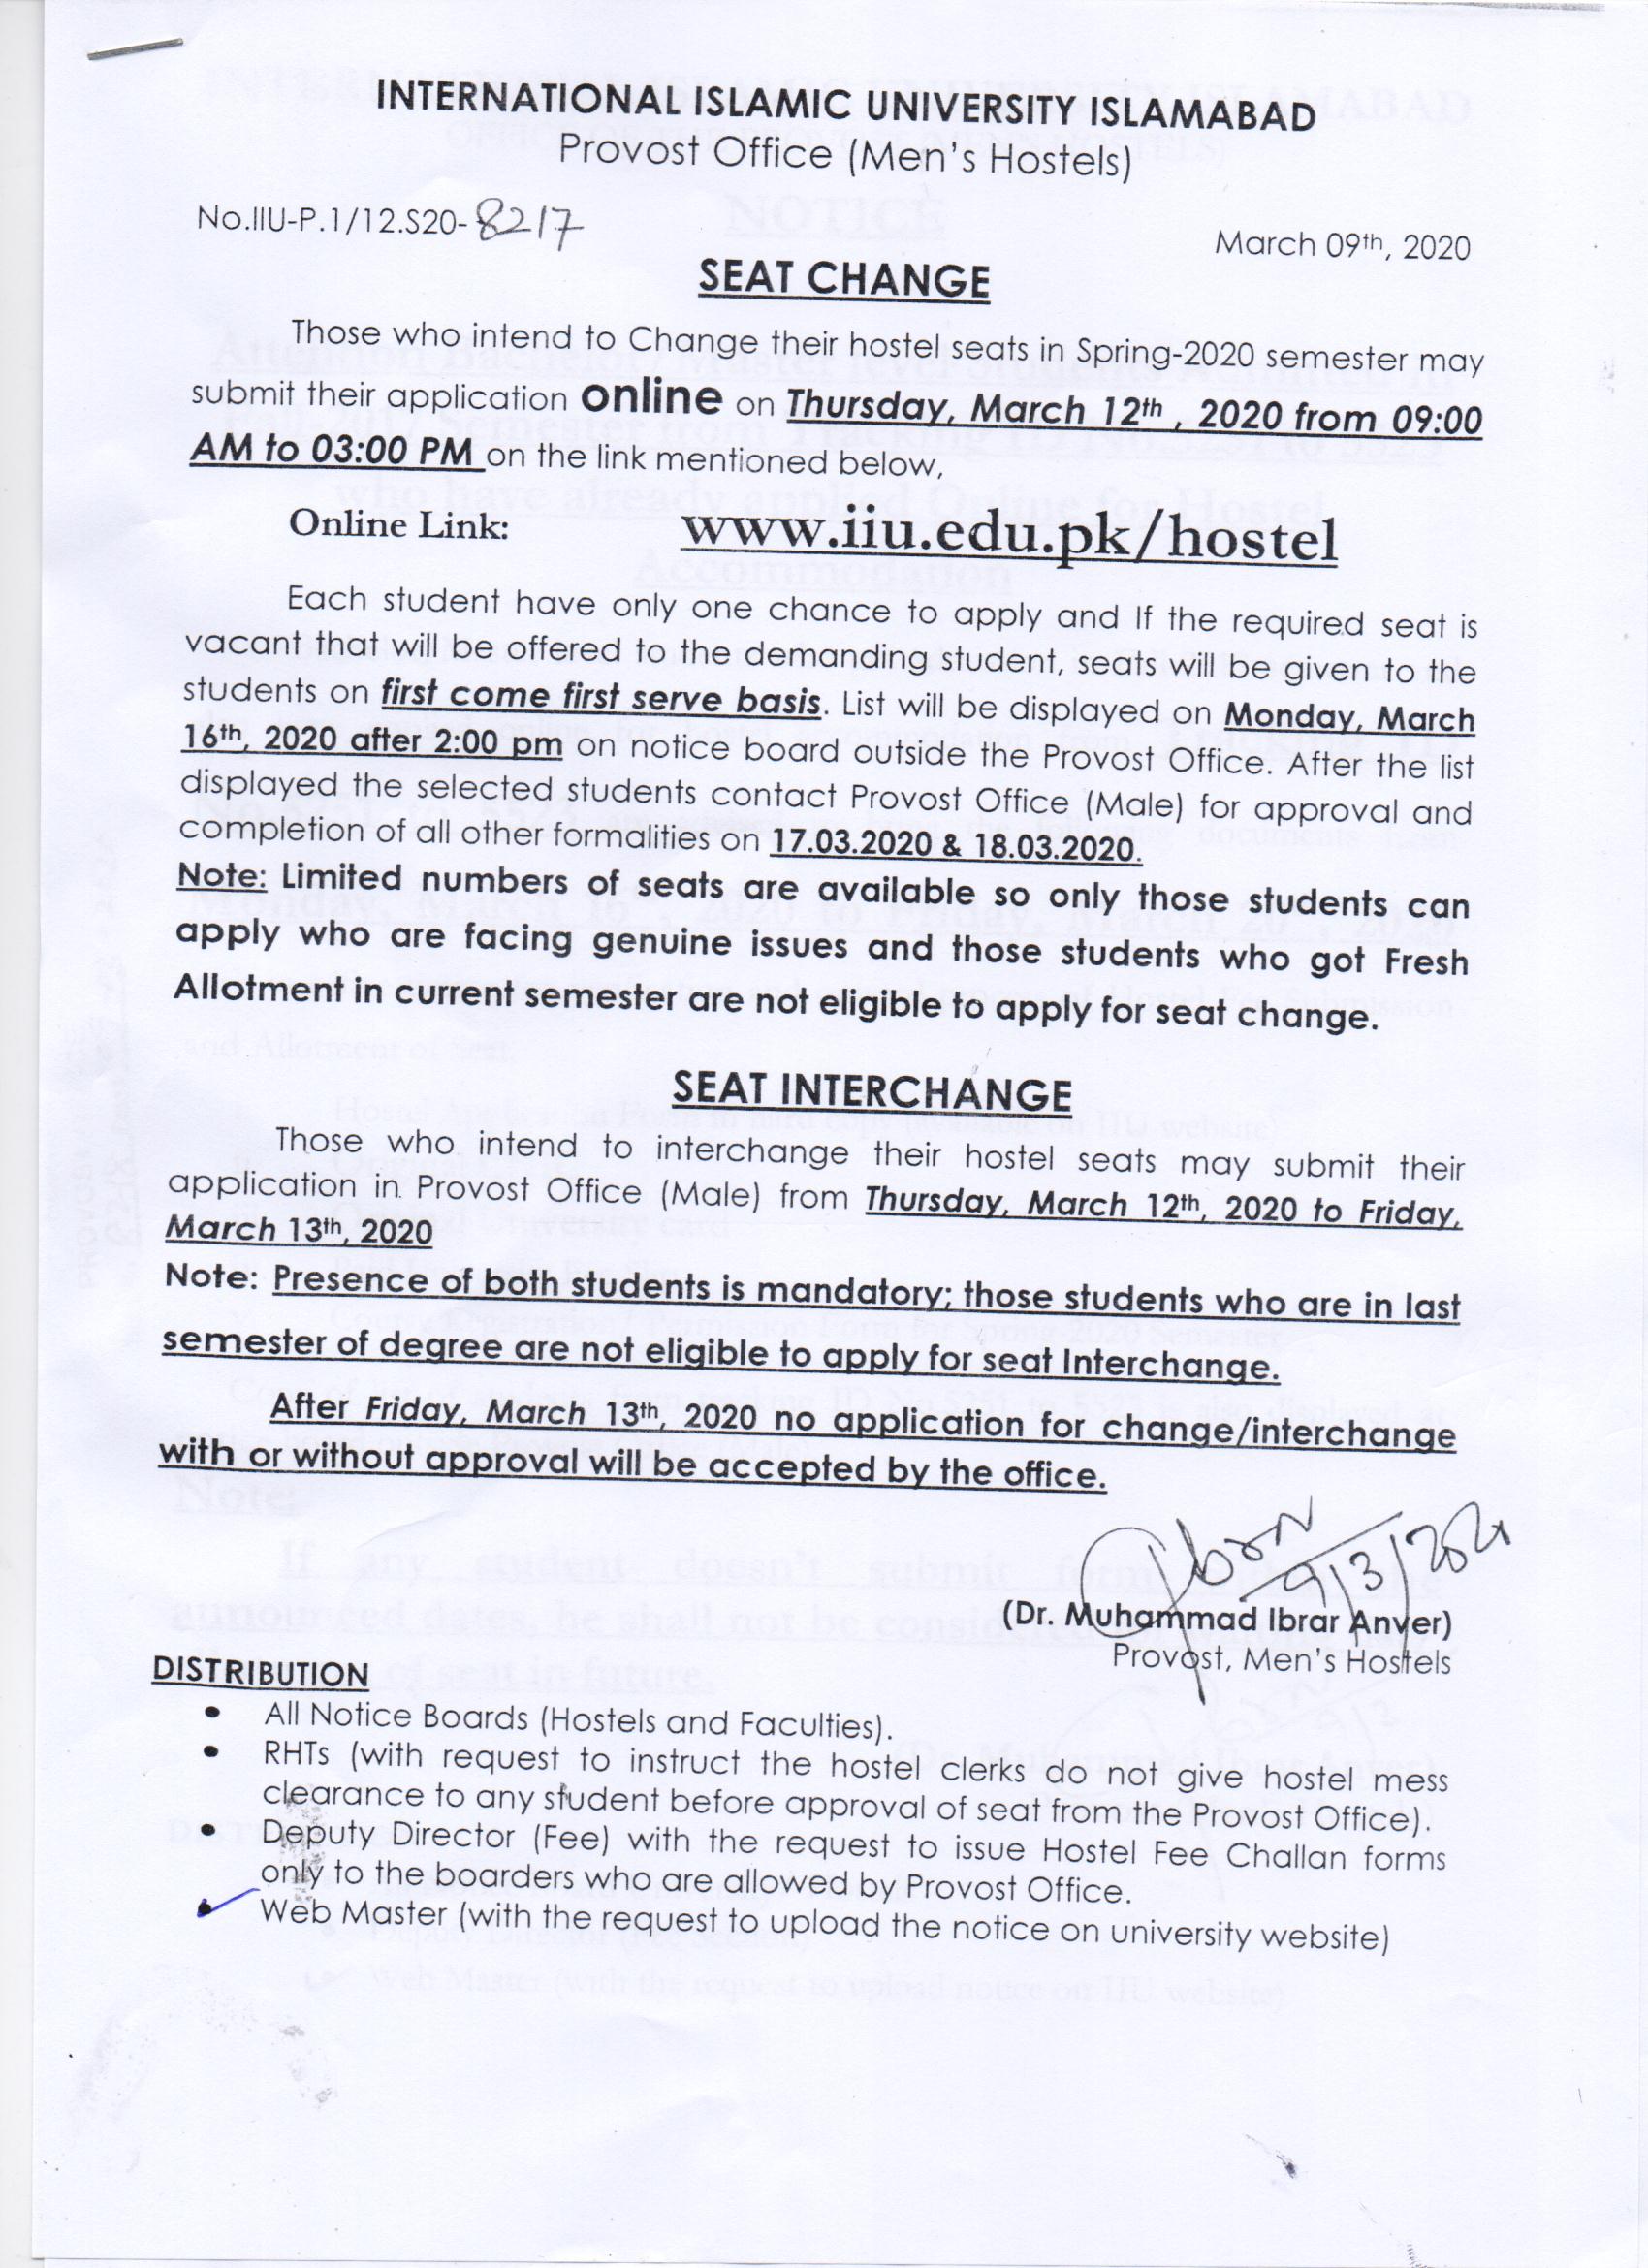 INTERNATIONAL ISLAMIC UNIVERSITY ISLAMABAD
Provost Office (Men's Hostels)
No.IIU-P.1/12.S20-8217
March 09th, 2020
SEAT CHANGE
Those who intend to Change their hostel seats in Spring-2020 semester may
submit their application online on Thursday, March 12th , 2020 from 09:00
AM to 03:00 PM on the link mentioned below,
Online Link: www.iiu.edu.pk/hostel
Each student have only one chance to apply and If the required seat is
vacant that will be offered to the demanding student, seats will be given to the
students on first come first serve basis. List will be displayed on Monday, March
16th, 2020 after 2:00 pm on notice board outside the Provost Office. After the list
displayed the selected students contact Provost Office (Male) for approval and
completion of all other formalities on 17.03.2020 & 18.03.2020.
Note: Limited numbers of seats are available so only those students can
apply who are facing genuine issues and those students who got Fresh
Allotment in current semester are not eligible to apply for seat change.
SEAT INTERCHANGE
Those who intend to interchange their hostel seats may submit their
application in Provost Office (Male) from Thursday, March 12th, 2020 to Friday,
March 13th, 2020
Note: Presence of both students is mandatory; those students who are in last
semester of degree are not eligible to apply for seat Interchange.
After Friday, March 13th, 2020 no application for change/interchange
with or without approval will be accepted by the office.
(Dr. Muhammad Ibrar Anver)
Provost, Men's Hostels
DISTRIBUTION
• All Notice Boards (Hostels and Faculties).
• RHTs (with request to instruct the hostel clerks do not give hostel mess
clearance to any student before approval of seat from the Provost Office).
• Deputy Director (Fee) with the request to issue Hostel Fee Challan forms
only to the boarders who are allowed by Provost Office.
• Web Master (with the request to upload the notice on university website)